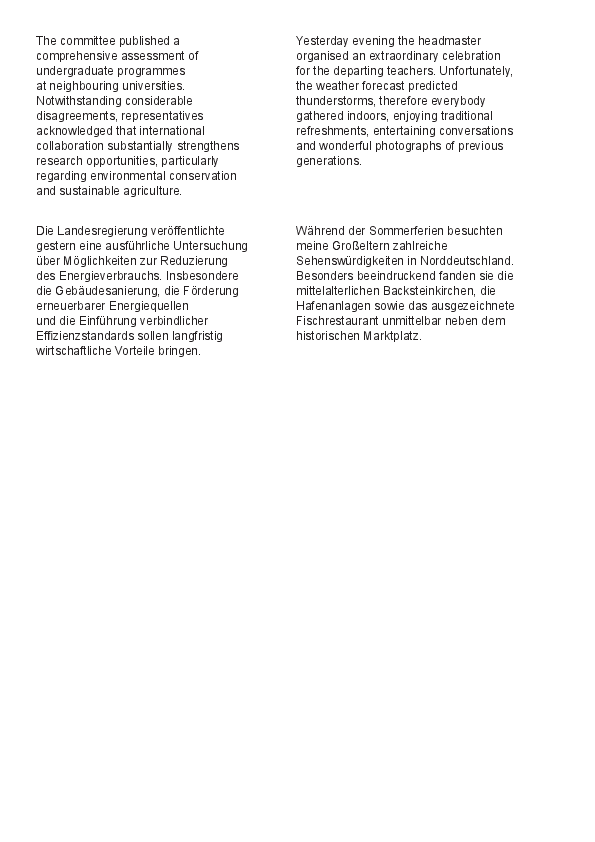 The committee published a
comprehensive assessment of
undergraduate programmes
at neighbouring universities.
Notwithstanding considerable
disagreements, representatives
acknowledged that international
collaboration substantially strengthens
research opportunities, particularly
regarding environmental conservation
and sustainable agriculture.
Yesterday evening the headmaster
organised an extraordinary celebration
for the departing teachers. Unfortunately,
the weather forecast predicted
thunderstorms, therefore everybody
gathered indoors, enjoying traditional
refreshments, entertaining conversations
and wonderful photographs of previous
generations.
Die Landesregierung veröffentlichte
gestern eine ausführliche Untersuchung
über Möglichkeiten zur Reduzierung
des Energieverbrauchs. Insbesondere
die Gebäudesanierung, die Förderung
erneuerbarer Energiequellen
und die Einführung verbindlicher
Effizienzstandards sollen langfristig
wirtschaftliche Vorteile bringen.
Während der Sommerferien besuchten
meine Großeltern zahlreiche
Sehenswürdigkeiten in Norddeutschland.
Besonders beeindruckend fanden sie die
mittelalterlichen Backsteinkirchen, die
Hafenanlagen sowie das ausgezeichnete
Fischrestaurant unmittelbar neben dem
historischen Marktplatz.